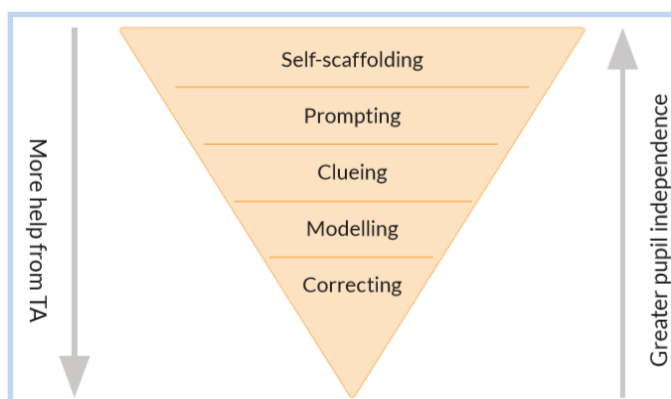 Self-scaffolding
Prompting
Clueing
Modelling
Correcting
More help from TA
Greater pupil independence